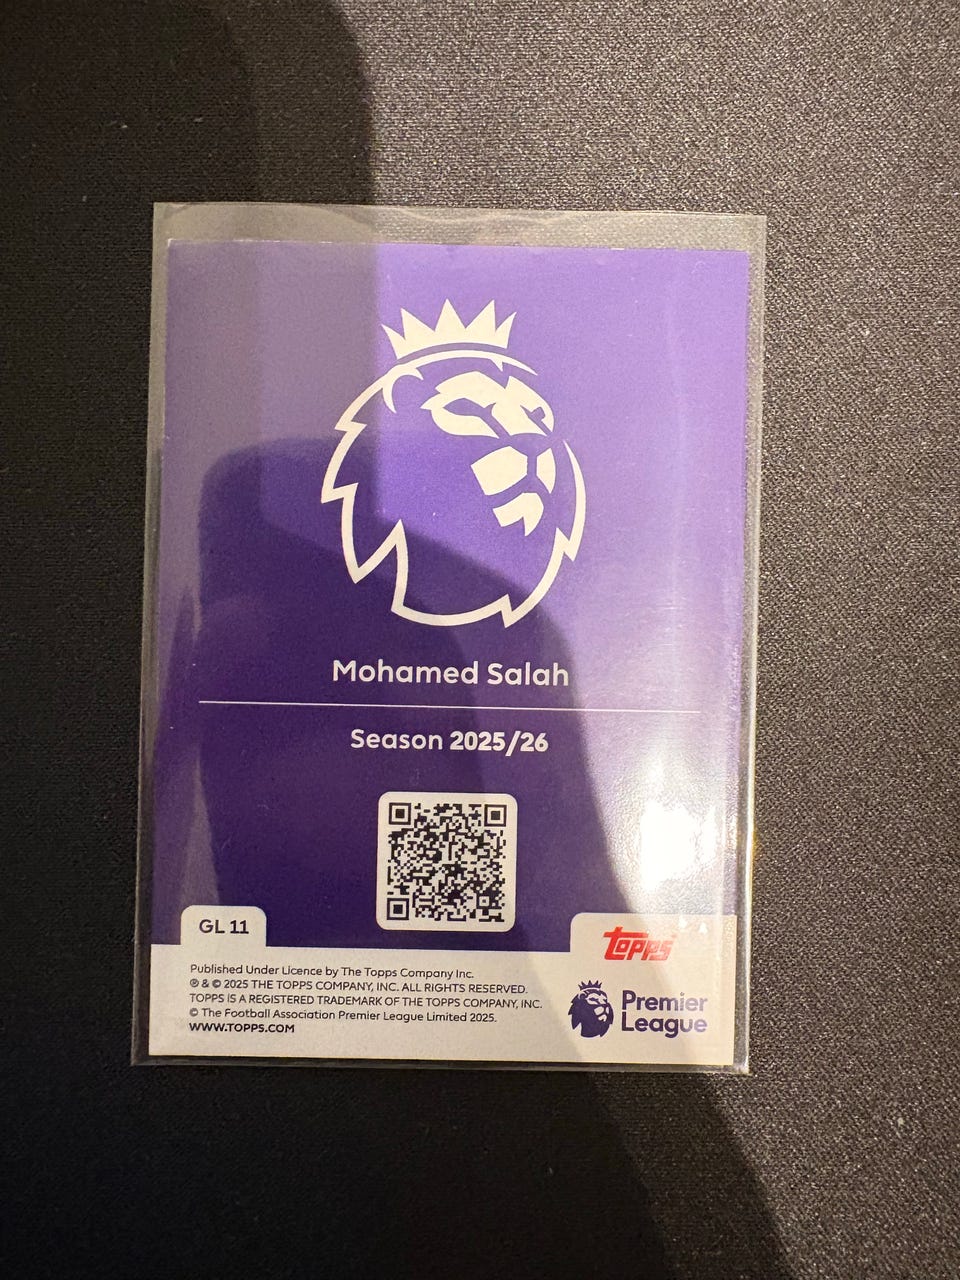 Mohamed Salah
Season 2025/26
GL 11
TOPPS
Published Under Licence by The Topps Company Inc.
® & © 2025 THE TOPPS COMPANY, INC. ALL RIGHTS RESERVED.
TOPPS IS A REGISTERED TRADEMARK OF THE TOPPS COMPANY, INC.
© The Football Association Premier League Limited 2025.
WWW.TOPPS.COM
Premier
League